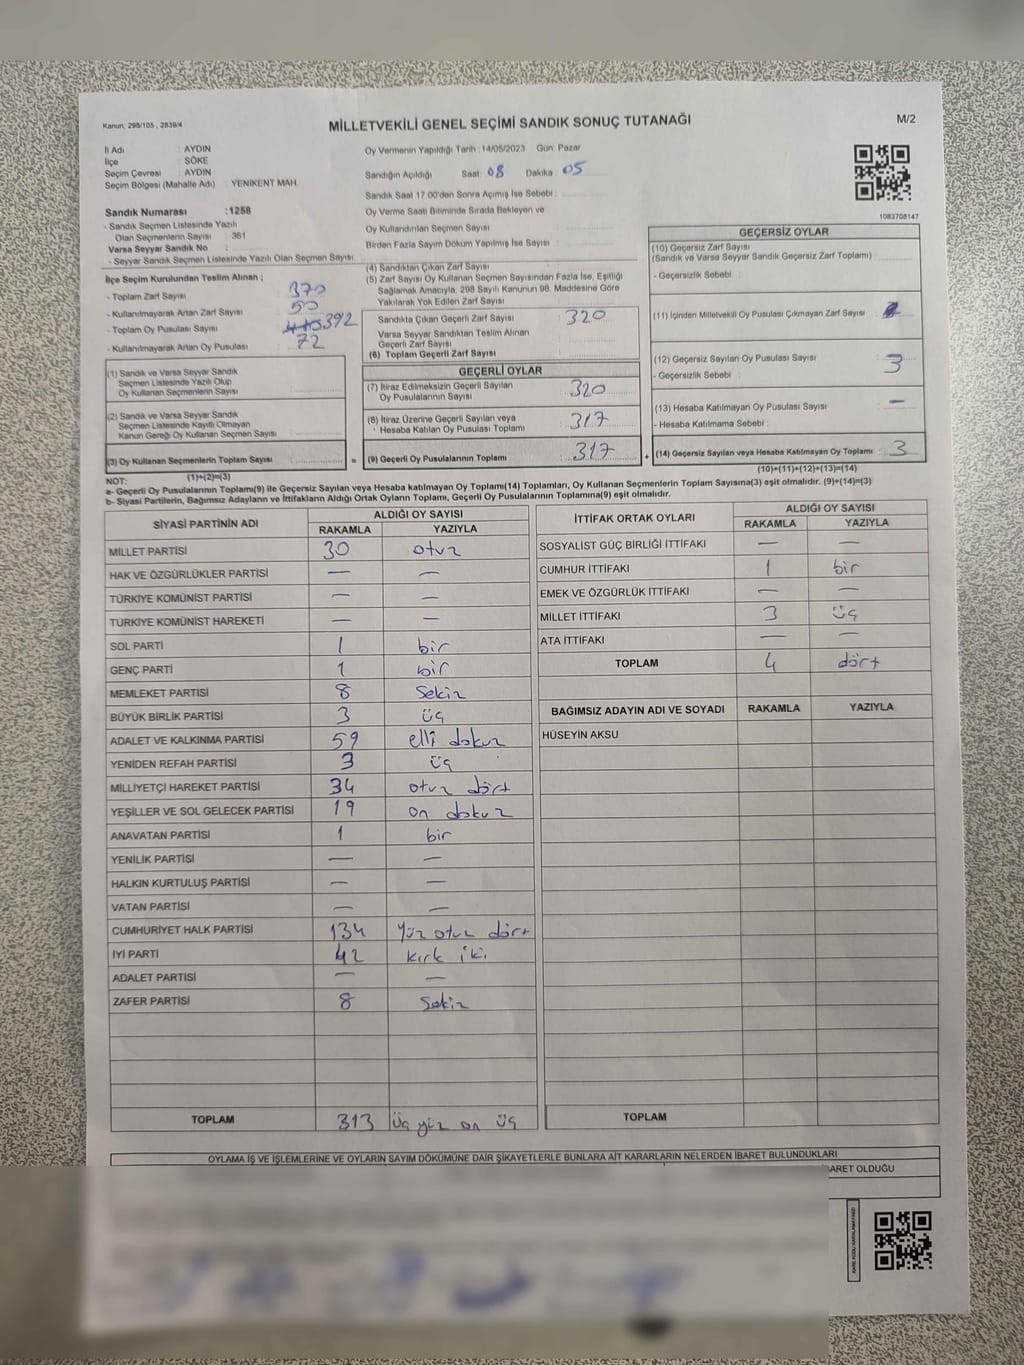 Kanun, 298/105 , 2839/4
MİLLETVEKİLİ GENEL SEÇİMİ SANDIK SONUÇ TUTANAĞI
M/2
İl Adı : AYDIN
İlçe : SÖKE
Seçim Çevresi : AYDIN
Seçim Bölgesi (Mahalle Adı) : YENİKENT MAH.
Oy Vermenin Yapıldığı Tarih : 14/05/2023 Gün: Pazar
Sandığın Açıldığı Saat: 08 Dakika: 05
Sandık Saat 17.00'den Sonra Açılmış İse Sebebi :
Sandık Numarası : 1258
- Sandık Seçmen Listesinde Yazılı
Olan Seçmenlerin Sayısı : 361
Varsa Seyyar Sandık No :
- Seyyar Sandık Seçmen Listesinde Yazılı Olan Seçmen Sayısı
Oy Verme Saati Bitiminde Sırada Bekleyen ve
Oy Kullandırılan Seçmen Sayısı :
Birden Fazla Sayım Döküm Yapılmış İse Sayısı :
1083708147
İlçe Seçim Kurulundan Teslim Alınan ;
- Toplam Zarf Sayısı 370
- Kullanılmayarak Artan Zarf Sayısı 50
- Toplam Oy Pusulası Sayısı 392
- Kullanılmayarak Artan Oy Pusulası 72
(1) Sandık ve Varsa Seyyar Sandık
Seçmen Listesinde Yazılı Olup
Oy Kullanan Seçmenlerin Sayısı :
(2) Sandık ve Varsa Seyyar Sandık
Seçmen Listesinde Kayıtlı Olmayan
Kanun Gereği Oy Kullanan Seçmen Sayısı :
(3) Oy Kullanan Seçmenlerin Toplam Sayısı :
(1)+(2)=(3)
(4) Sandıktan Çıkan Zarf Sayısı
(5) Zarf Sayısı Oy Kullanan Seçmen Sayısından Fazla İse, Eşitliği
Sağlamak Amacıyla, 298 Sayılı Kanunun 98. Maddesine Göre
Yakılarak Yok Edilen Zarf Sayısı :
Sandıkta Çıkan Geçerli Zarf Sayısı : 320
Varsa Seyyar Sandıktan Teslim Alınan
Geçerli Zarf Sayısı :
(6) Toplam Geçerli Zarf Sayısı :
GEÇERLİ OYLAR
(7) İtiraz Edilmeksizin Geçerli Sayılan
Oy Pusulalarının Sayısı : 320
(8) İtiraz Üzerine Geçerli Sayılan veya
Hesaba Katılan Oy Pusulası Toplamı : 317
= (9) Geçerli Oy Pusulalarının Toplamı : 317
GEÇERSİZ OYLAR
(10) Geçersiz Zarf Sayısı
(Sandık ve Varsa Seyyar Sandık Geçersiz Zarf Toplamı) :
- Geçersizlik Sebebi :
(11) İçinden Milletvekili Oy Pusulası Çıkmayan Zarf Sayısı :
(12) Geçersiz Sayılan Oy Pusulası Sayısı : 3
- Geçersizlik Sebebi :
(13) Hesaba Katılmayan Oy Pusulası Sayısı : —
- Hesaba Katılmama Sebebi :
+ (14) Geçersiz Sayılan veya Hesaba Katılmayan Oy Toplamı : 3
(10)+(11)+(12)+(13)=(14)
NOT:
a- Geçerli Oy Pusulalarının Toplamı(9) ile Geçersiz Sayılan veya Hesaba Katılmayan Oy Toplamı(14) Toplamları, Oy Kullanan Seçmenlerin Toplam Sayısına(3) eşit olmalıdır. (9)+(14)=(3)
b- Siyasi Partilerin, Bağımsız Adayların ve İttifakların Aldığı Ortak Oyların Toplamı, Geçerli Oy Pusulalarının Toplamına(9) eşit olmalıdır.
SİYASİ PARTİNİN ADI ALDIĞI OY SAYISI
RAKAMLA YAZIYLA
MİLLET PARTİSİ 30 otuz
HAK VE ÖZGÜRLÜKLER PARTİSİ — —
TÜRKİYE KOMÜNİST PARTİSİ — —
TÜRKİYE KOMÜNİST HAREKETİ — —
SOL PARTİ 1 bir
GENÇ PARTİ 1 bir
MEMLEKET PARTİSİ 8 Sekiz
BÜYÜK BİRLİK PARTİSİ 3 üç
ADALET VE KALKINMA PARTİSİ 59 elli dokuz
YENİDEN REFAH PARTİSİ 3 üç
MİLLİYETÇİ HAREKET PARTİSİ 34 otuz dört
YEŞİLLER VE SOL GELECEK PARTİSİ 19 on dokuz
ANAVATAN PARTİSİ 1 bir
YENİLİK PARTİSİ — —
HALKIN KURTULUŞ PARTİSİ — —
VATAN PARTİSİ — —
CUMHURİYET HALK PARTİSİ 134 Yüz otuz dört
İYİ PARTİ 42 kırk iki
ADALET PARTİSİ — —
ZAFER PARTİSİ 8 Sekiz
TOPLAM 313 üç yüz on üç
İTTİFAK ORTAK OYLARI ALDIĞI OY SAYISI
RAKAMLA YAZIYLA
SOSYALİST GÜÇ BİRLİĞİ İTTİFAKI — —
CUMHUR İTTİFAKI 1 bir
EMEK VE ÖZGÜRLÜK İTTİFAKI — —
MİLLET İTTİFAKI 3 üç
ATA İTTİFAKI — —
TOPLAM 4 dört
BAĞIMSIZ ADAYIN ADI VE SOYADI RAKAMLA YAZIYLA
HÜSEYİN AKSU
TOPLAM
OYLAMA İŞ VE İŞLEMLERİNE VE OYLARIN SAYIM DÖKÜMÜNE DAİR ŞİKAYETLERLE BUNLARA AİT KARARLARIN NELERDEN İBARET BULUNDUKLARI
BARET OLDUĞU